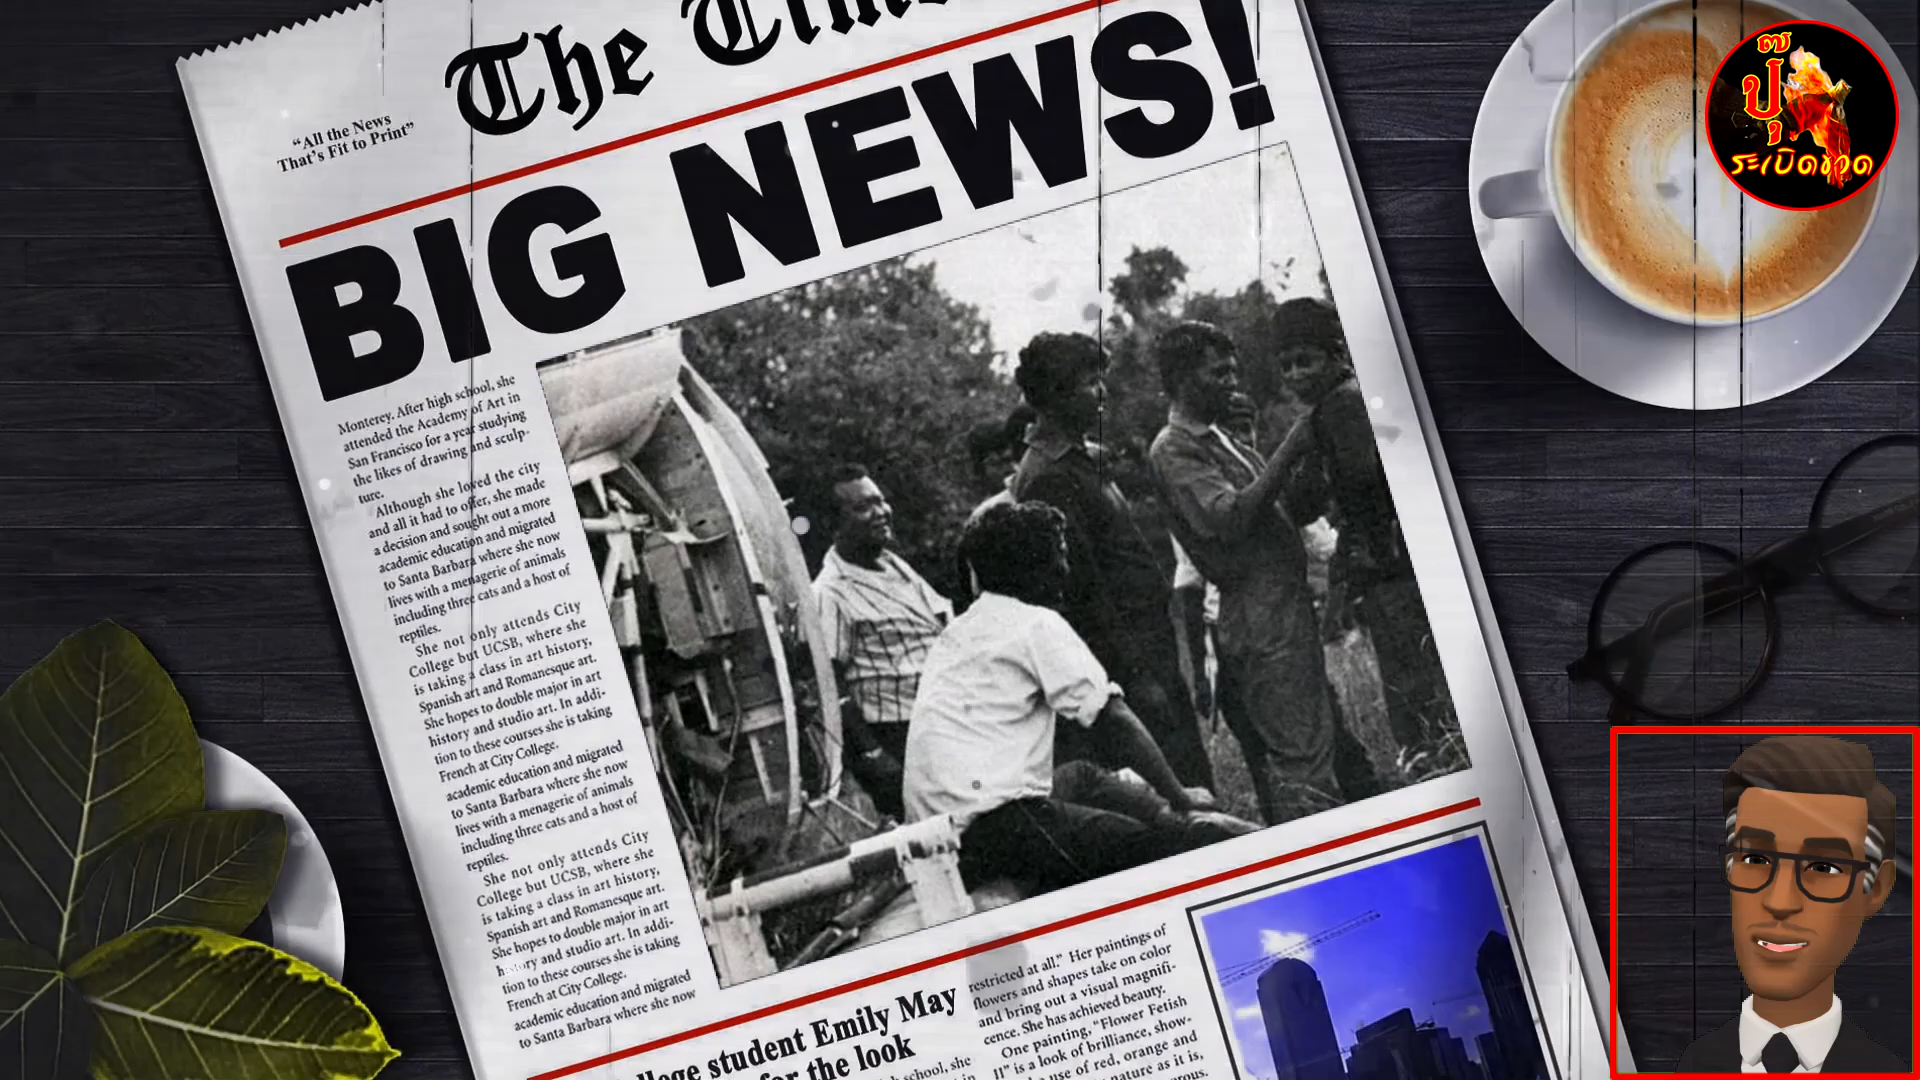 The
"All the News
That's Fit to Print"
BIG NEWS!
Monterey. After high school, she
attended the Academy of Art in
San Francisco for a year studying
the likes of drawing and sculp-
ture.
Although she loved the city
and all it had to offer, she made
a decision and sought out a more
academic education and migrated
to Santa Barbara where she now
lives with a menagerie of animals
including three cats and a host of
reptiles.
She not only attends City
College but UCSB, where she
is taking a class in art history,
Spanish art and Romanesque art.
She hopes to double major in art
history and studio art. In addi-
tion to these courses she is taking
French at City College.
academic education and migrated
to Santa Barbara where she now
lives with a menagerie of animals
including three cats and a host of
reptiles.
She not only attends City
College but UCSB, where she
is taking a class in art history,
Spanish art and Romanesque art.
She hopes to double major in art
history and studio art. In addi-
tion to these courses she is taking
French at City College.
academic education and migrated
to Santa Barbara where she now
student Emily May
for the look
school, she
restricted at all." Her paintings of
flowers and shapes take on color
and bring out a visual magnifi-
cence. She has achieved beauty.
One painting, "Flower Fetish
II" is a look of brilliance, show-
use of red, orange and
nature as it is,
ปุ๊
ระเบิดขวด